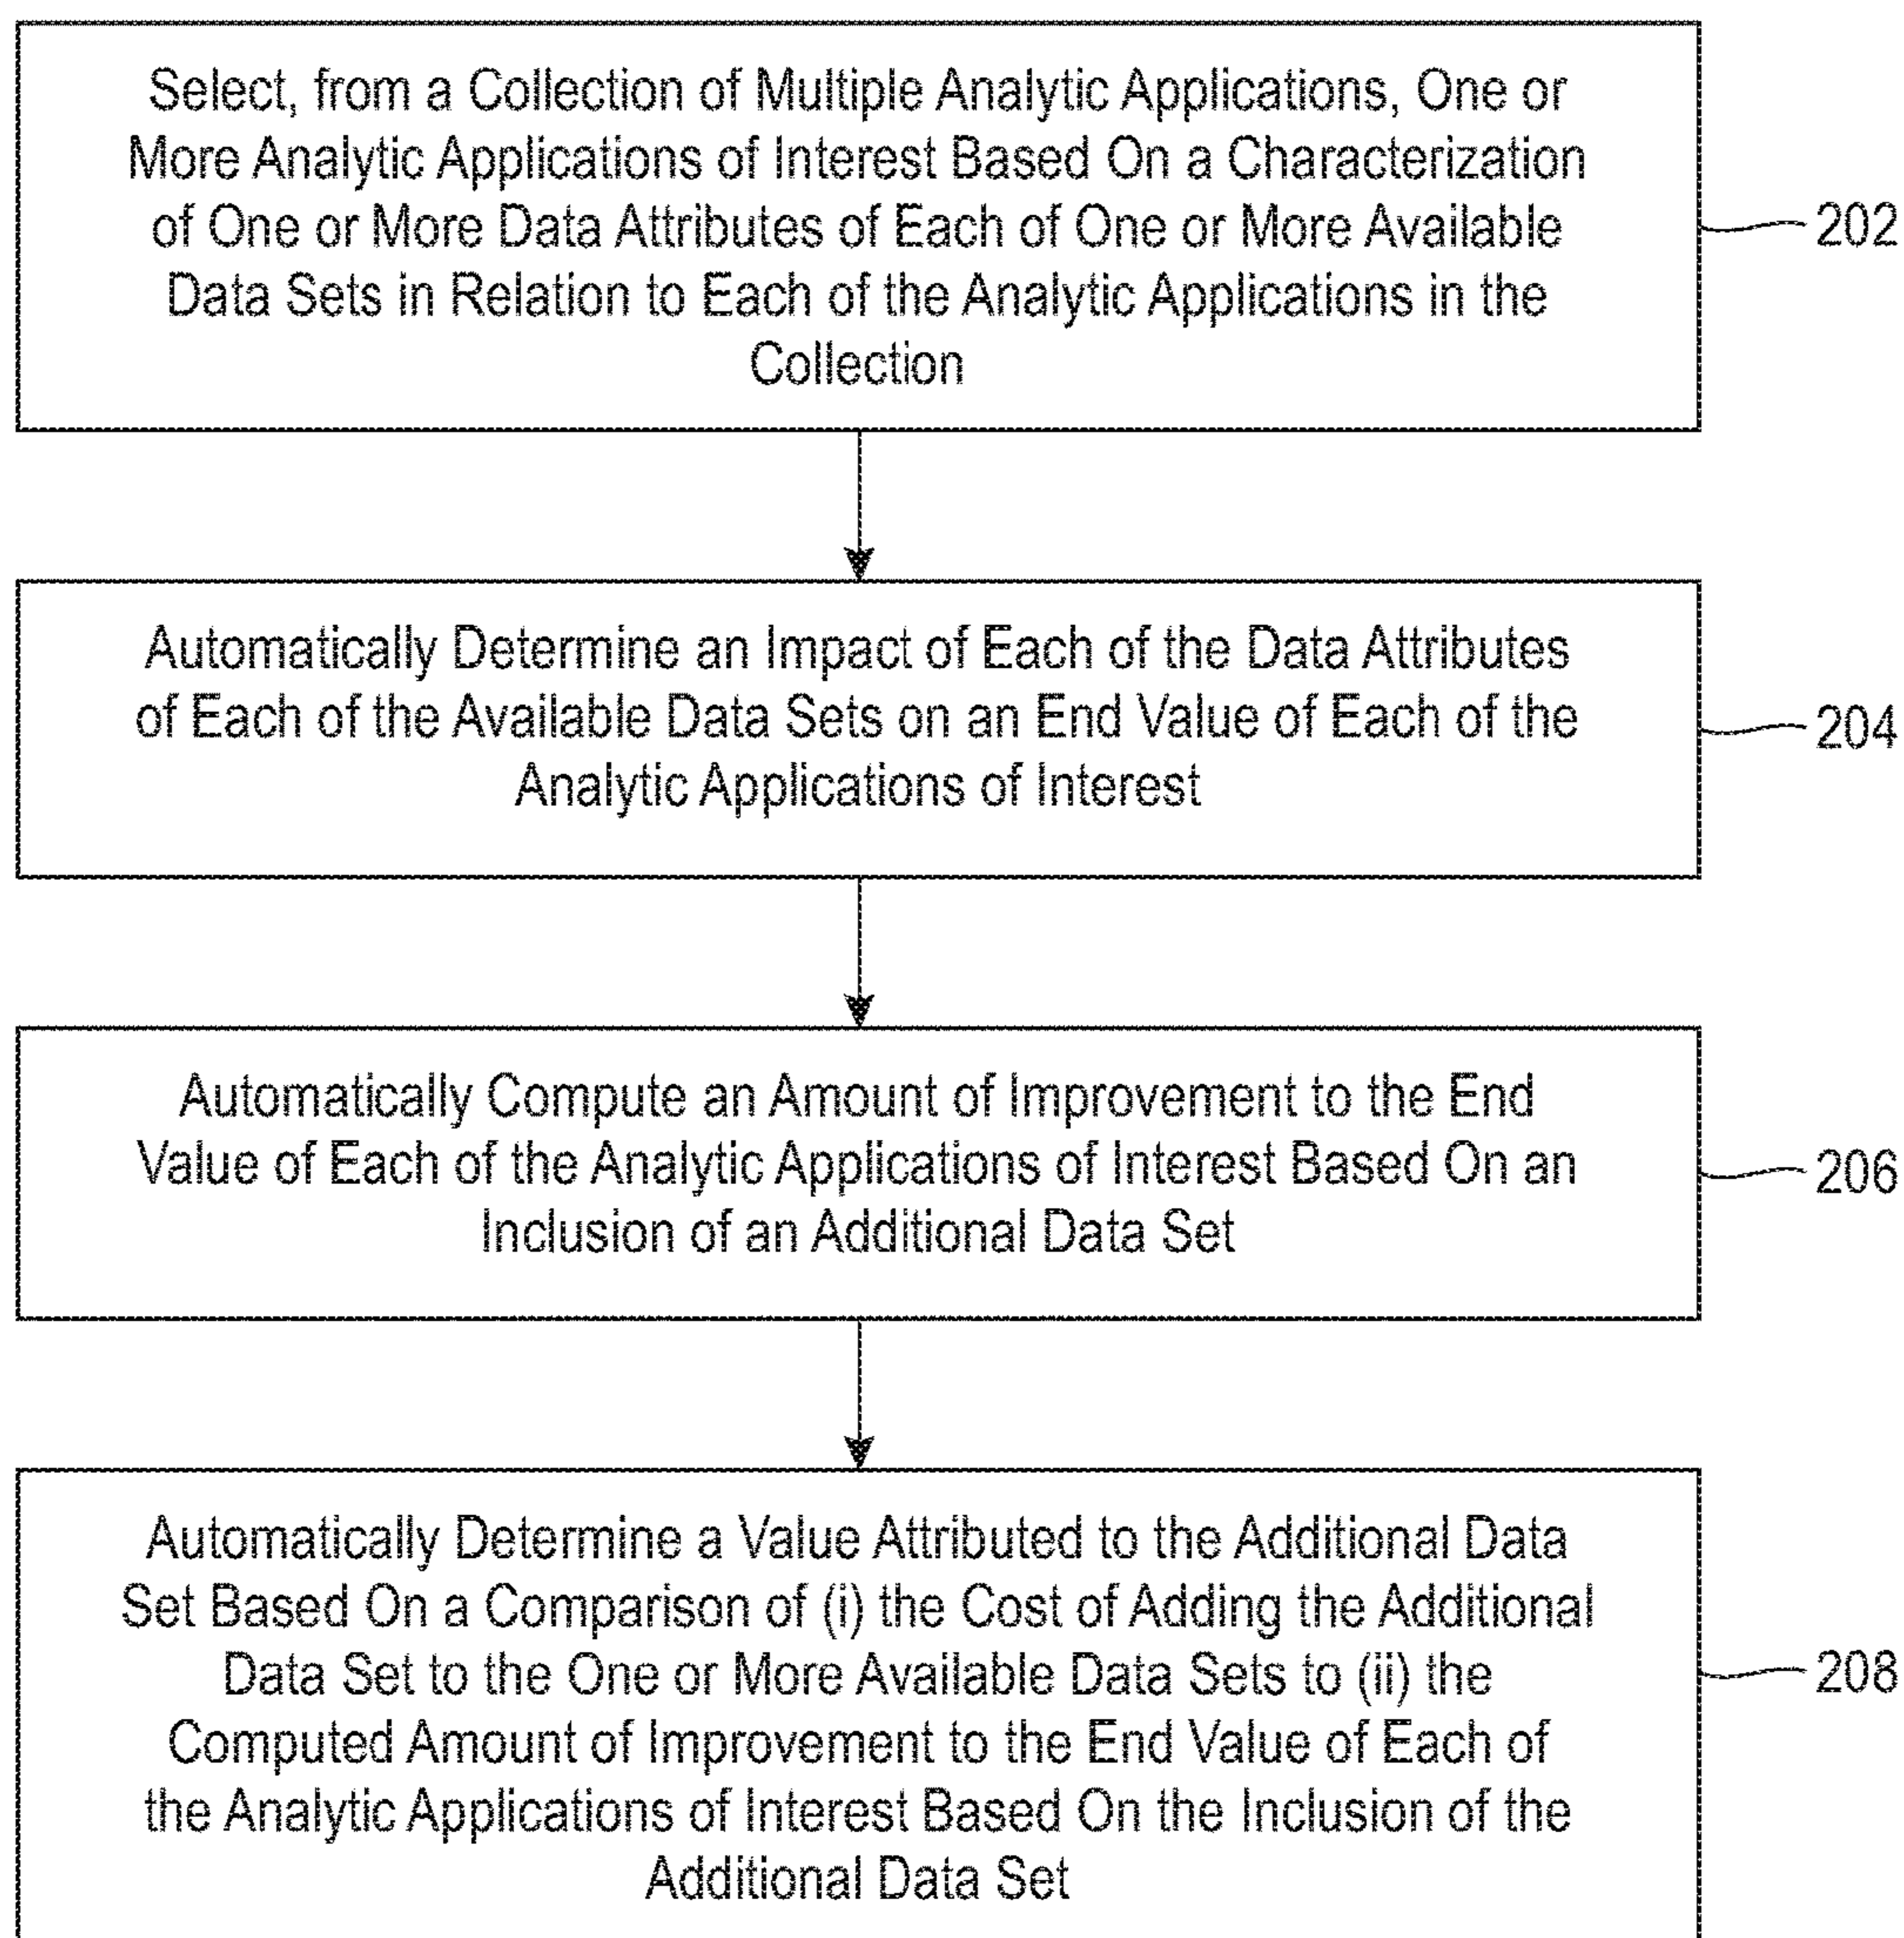 Select, from a Collection of Multiple Analytic Applications, One or
More Analytic Applications of Interest Based On a Characterization
of One or More Data Attributes of Each of One or More Available
Data Sets in Relation to Each of the Analytic Applications in the
Collection
202
Automatically Determine an Impact of Each of the Data Attributes
of Each of the Available Data Sets on an End Value of Each of the
Analytic Applications of Interest
204
Automatically Compute an Amount of Improvement to the End
Value of Each of the Analytic Applications of Interest Based On an
Inclusion of an Additional Data Set
206
Automatically Determine a Value Attributed to the Additional Data
Set Based On a Comparison of (i) the Cost of Adding the Additional
Data Set to the One or More Available Data Sets to (ii) the
Computed Amount of Improvement to the End Value of Each of
the Analytic Applications of Interest Based On the Inclusion of the
Additional Data Set
208